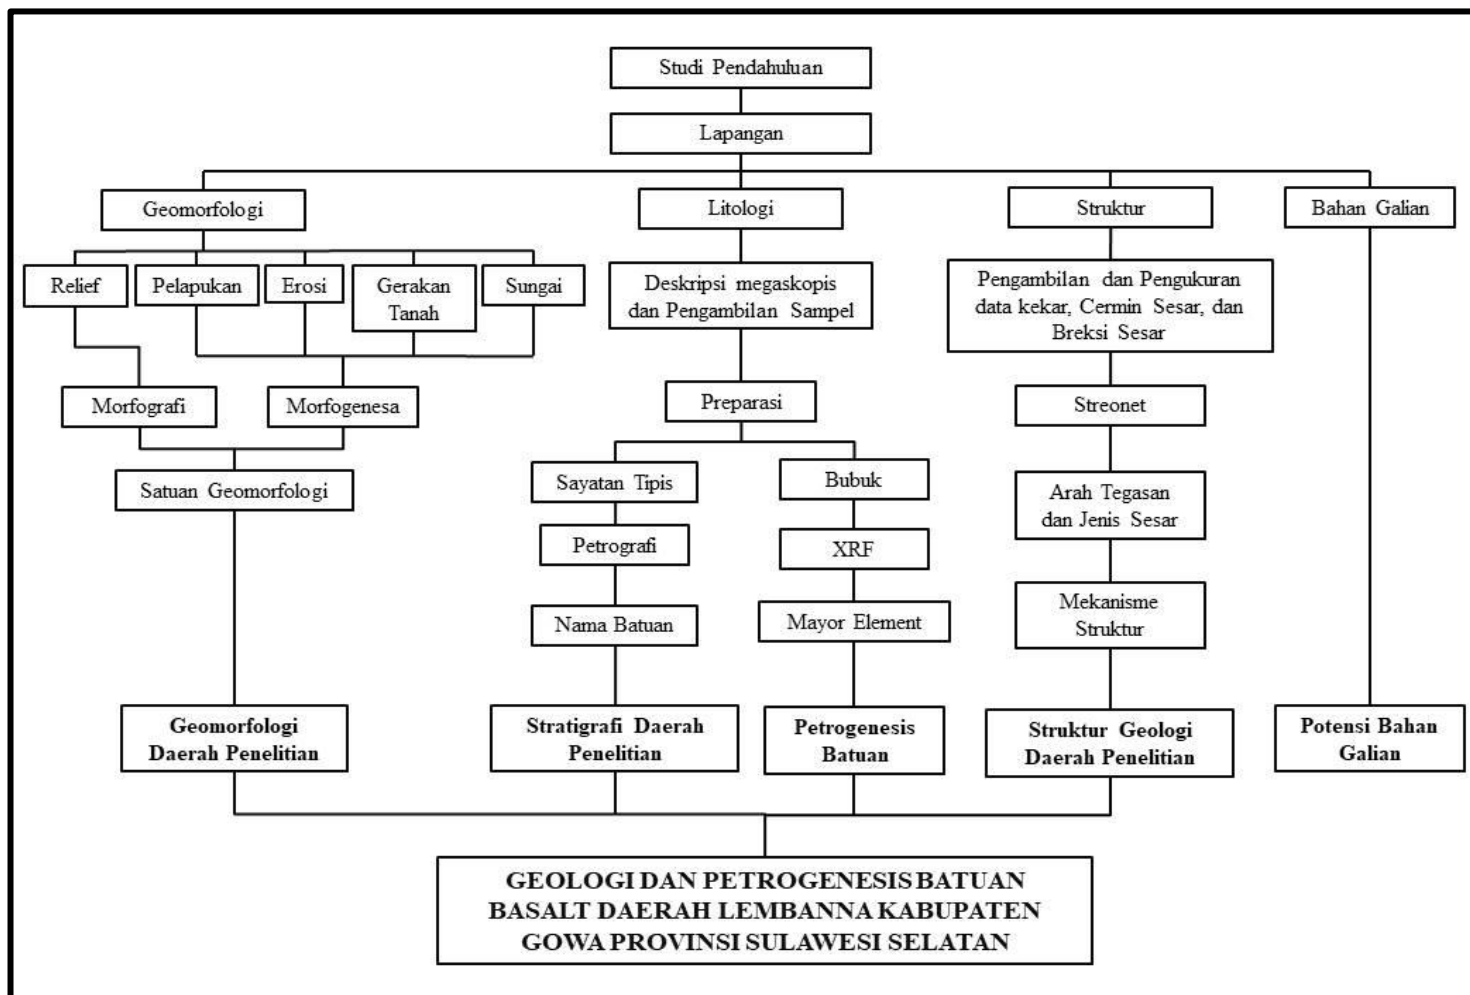 Studi Pendahuluan
Lapangan
Geomorfologi
Litologi
Struktur
Bahan Galian
Relief
Pelapukan
Erosi
Gerakan
Tanah
Sungai
Deskripsi megaskopis
dan Pengambilan Sampel
Pengambilan dan Pengukuran
data kekar, Cermin Sesar, dan
Breksi Sesar
Morfografi
Morfogenesa
Preparasi
Streonet
Satuan Geomorfologi
Sayatan Tipis
Bubuk
Arah Tegasan
dan Jenis Sesar
Petrografi
XRF
Nama Batuan
Mayor Element
Mekanisme
Struktur
Geomorfologi
Daerah Penelitian
Stratigrafi Daerah
Penelitian
Petrogenesis
Batuan
Struktur Geologi
Daerah Penelitian
Potensi Bahan
Galian
GEOLOGI DAN PETROGENESIS BATUAN
BASALT DAERAH LEMBANNA KABUPATEN
GOWA PROVINSI SULAWESI SELATAN